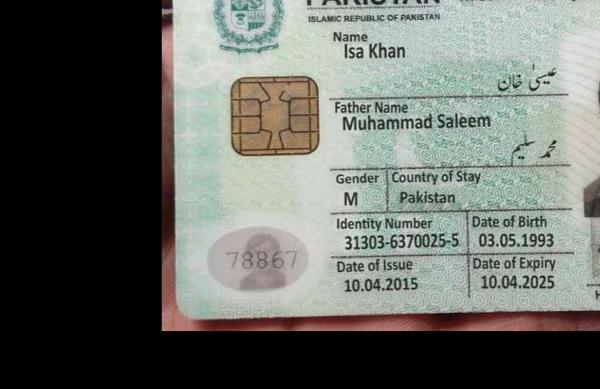 PAKISTAN
ISLAMIC REPUBLIC OF PAKISTAN
Name
Isa Khan
عیسیٰ خان
Father Name
Muhammad Saleem
محمد سلیم
Gender Country of Stay
M Pakistan
Identity Number Date of Birth
31303-6370025-5 03.05.1993
78867
Date of Issue Date of Expiry
10.04.2015 10.04.2025